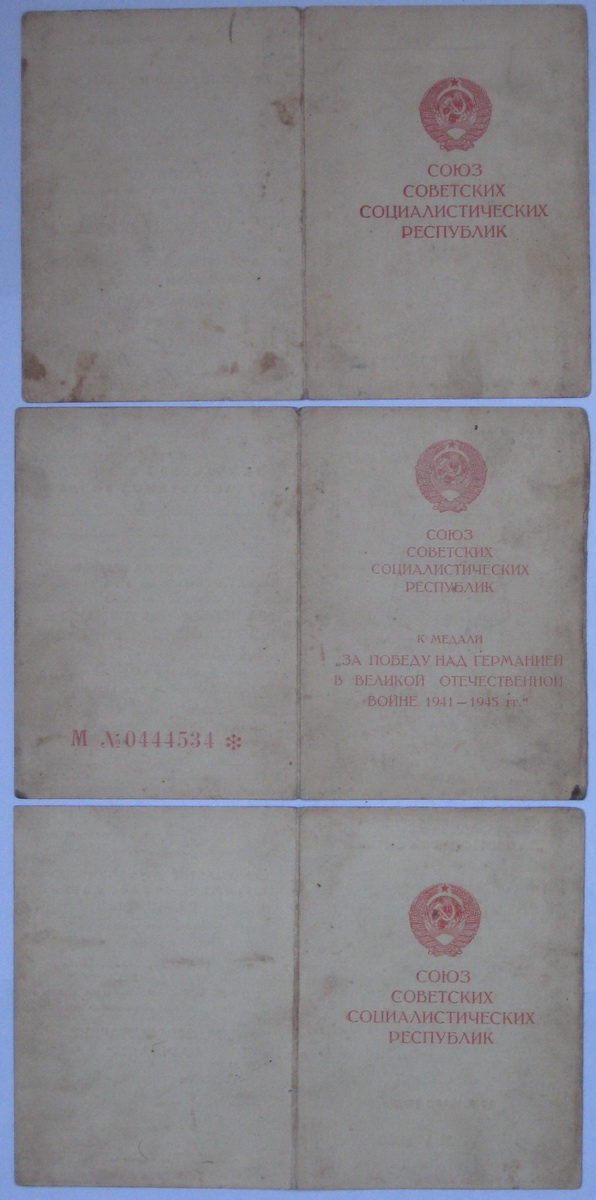 СОЮЗ
СОВЕТСКИХ
СОЦИАЛИСТИЧЕСКИХ
РЕСПУБЛИК
СОЮЗ
СОВЕТСКИХ
СОЦИАЛИСТИЧЕСКИХ
РЕСПУБЛИК
К МЕДАЛИ
„ЗА ПОБЕДУ НАД ГЕРМАНИЕЙ
В ВЕЛИКОЙ ОТЕЧЕСТВЕННОЙ
ВОЙНЕ 1941–1945 гг."
М №0444534 ✻
СОЮЗ
СОВЕТСКИХ
СОЦИАЛИСТИЧЕСКИХ
РЕСПУБЛИК